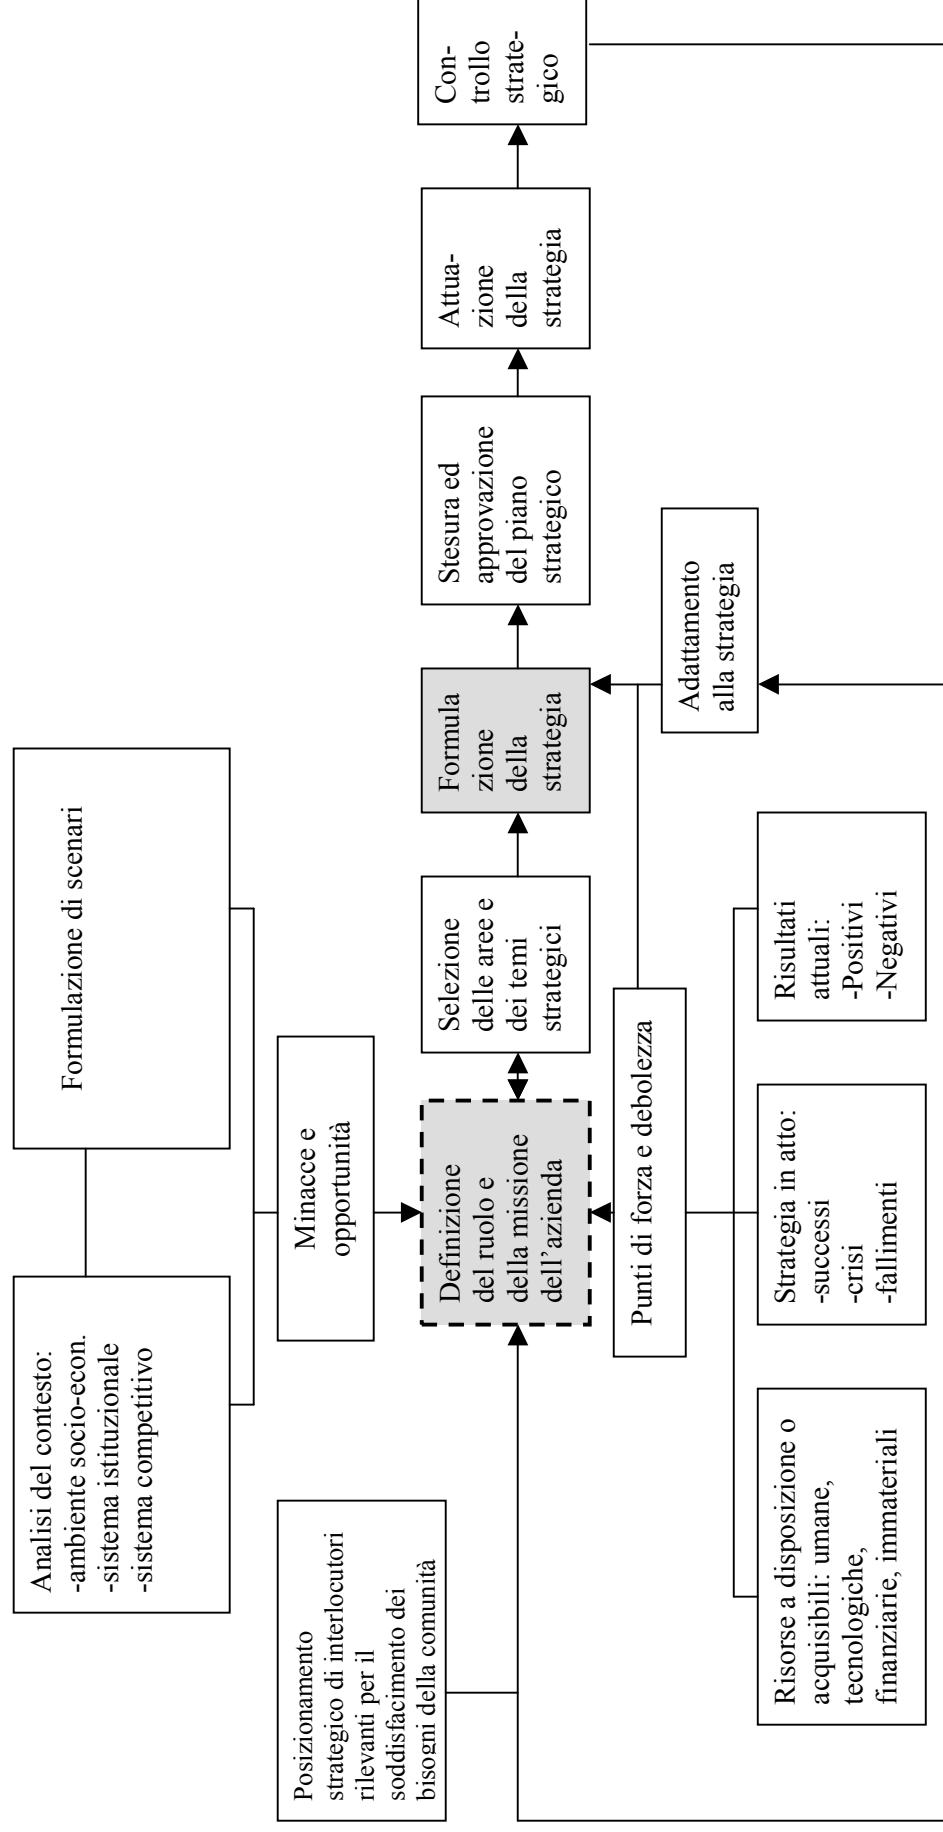 Analisi del contesto:
-ambiente socio-econ.
-sistema istituzionale
-sistema competitivo
Formulazione di scenari
Posizionamento
strategico di interlocutori
rilevanti per il
soddisfacimento dei
bisogni della comunità
Minacce e
opportunità
Definizione
del ruolo e
della missione
dell'azienda
Selezione
delle aree e
dei temi
strategici
Formula
zione
della
strategia
Stesura ed
approvazione
del piano
strategico
Attua-
zione
della
strategia
Con-
trollo
strate-
gico
Punti di forza e debolezza
Adattamento
alla strategia
Risorse a disposizione o
acquisibili: umane,
tecnologiche,
finanziarie, immateriali
Strategia in atto:
-successi
-crisi
-fallimenti
Risultati
attuali:
-Positivi
-Negativi